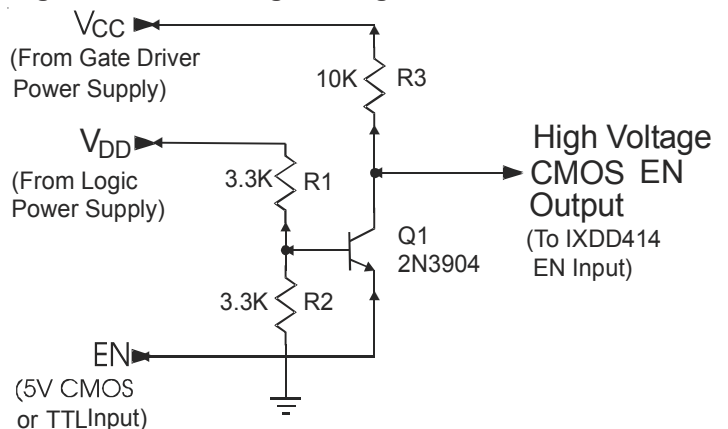 VCC
(From Gate Driver
Power Supply)
10K
R3
VDD
(From Logic
Power Supply)
3.3K
R1
High Voltage
CMOS EN
Output
(To IXDD414
EN Input)
Q1
2N3904
3.3K
R2
EN
(5V CMOS
or TTLInput)